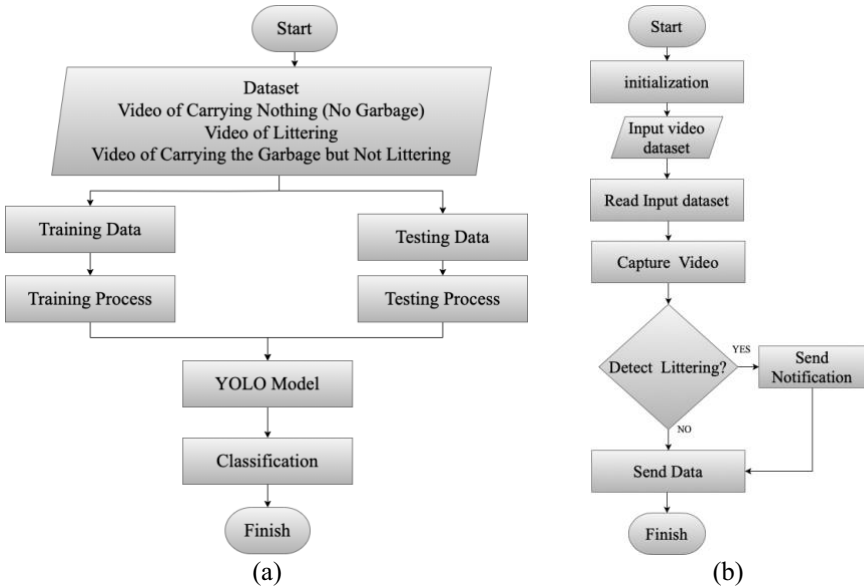 Start
Dataset
Video of Carrying Nothing (No Garbage)
Video of Littering
Video of Carrying the Garbage but Not Littering
Training Data
Testing Data
Training Process
Testing Process
YOLO Model
Classification
Finish
(a)
Start
initialization
Input video
dataset
Read Input dataset
Capture Video
Detect Littering?
YES
Send
Notification
NO
Send Data
Finish
(b)